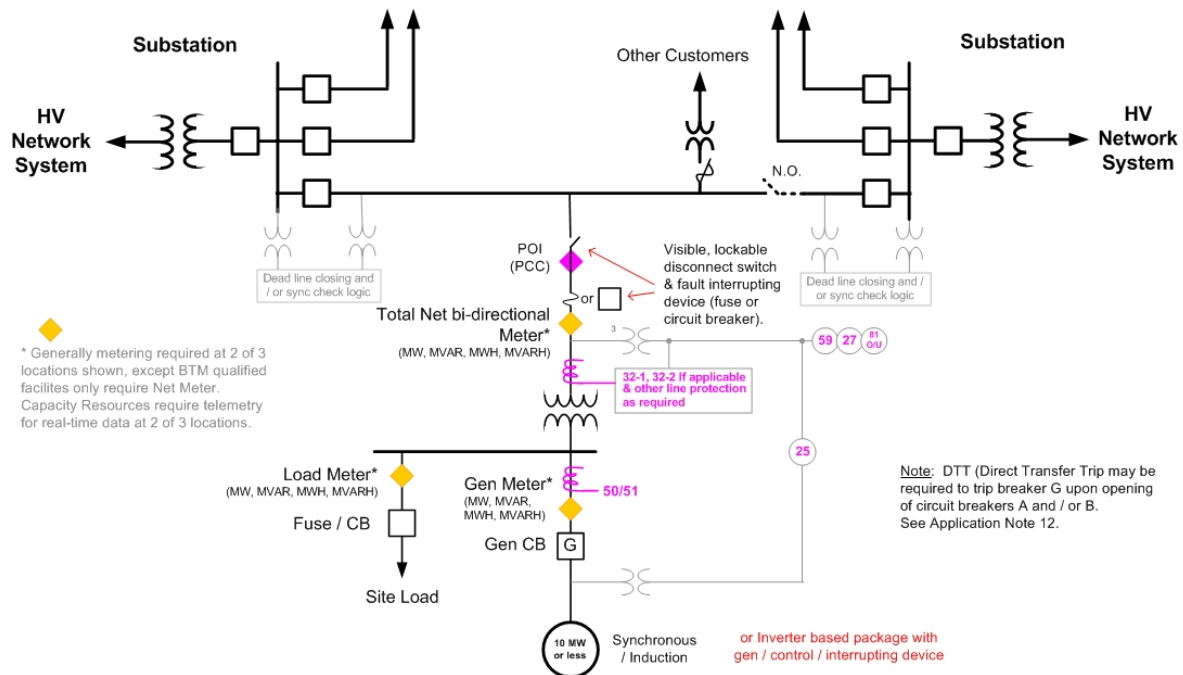 Substation
Substation
Other Customers
HV
Network
System
HV
Network
System
N.O.
POI
(PCC)
Visible, lockable
disconnect switch
& fault interrupting
device (fuse or
circuit breaker).
Dead line closing and
/ or sync check logic
Dead line closing and /
or sync check logic
or
Total Net bi-directional
Meter*
(MW, MVAR, MWH, MVARH)
3
59
27
81
O/U
* Generally metering required at 2 of 3
locations shown, except BTM qualified
facilites only require Net Meter.
Capacity Resources require telemetry
for real-time data at 2 of 3 locations.
32-1, 32-2 If applicable
& other line protection
as required
25
Load Meter*
(MW, MVAR, MWH, MVARH)
Gen Meter*
(MW, MVAR,
MWH, MVARH)
50/51
Note: DTT (Direct Transfer Trip may be
required to trip breaker G upon opening
of circuit breakers A and / or B.
See Application Note 12.
Fuse / CB
Gen CB
G
Site Load
10 MW
or less
Synchronous
/ Induction
or Inverter based package with
gen / control / interrupting device